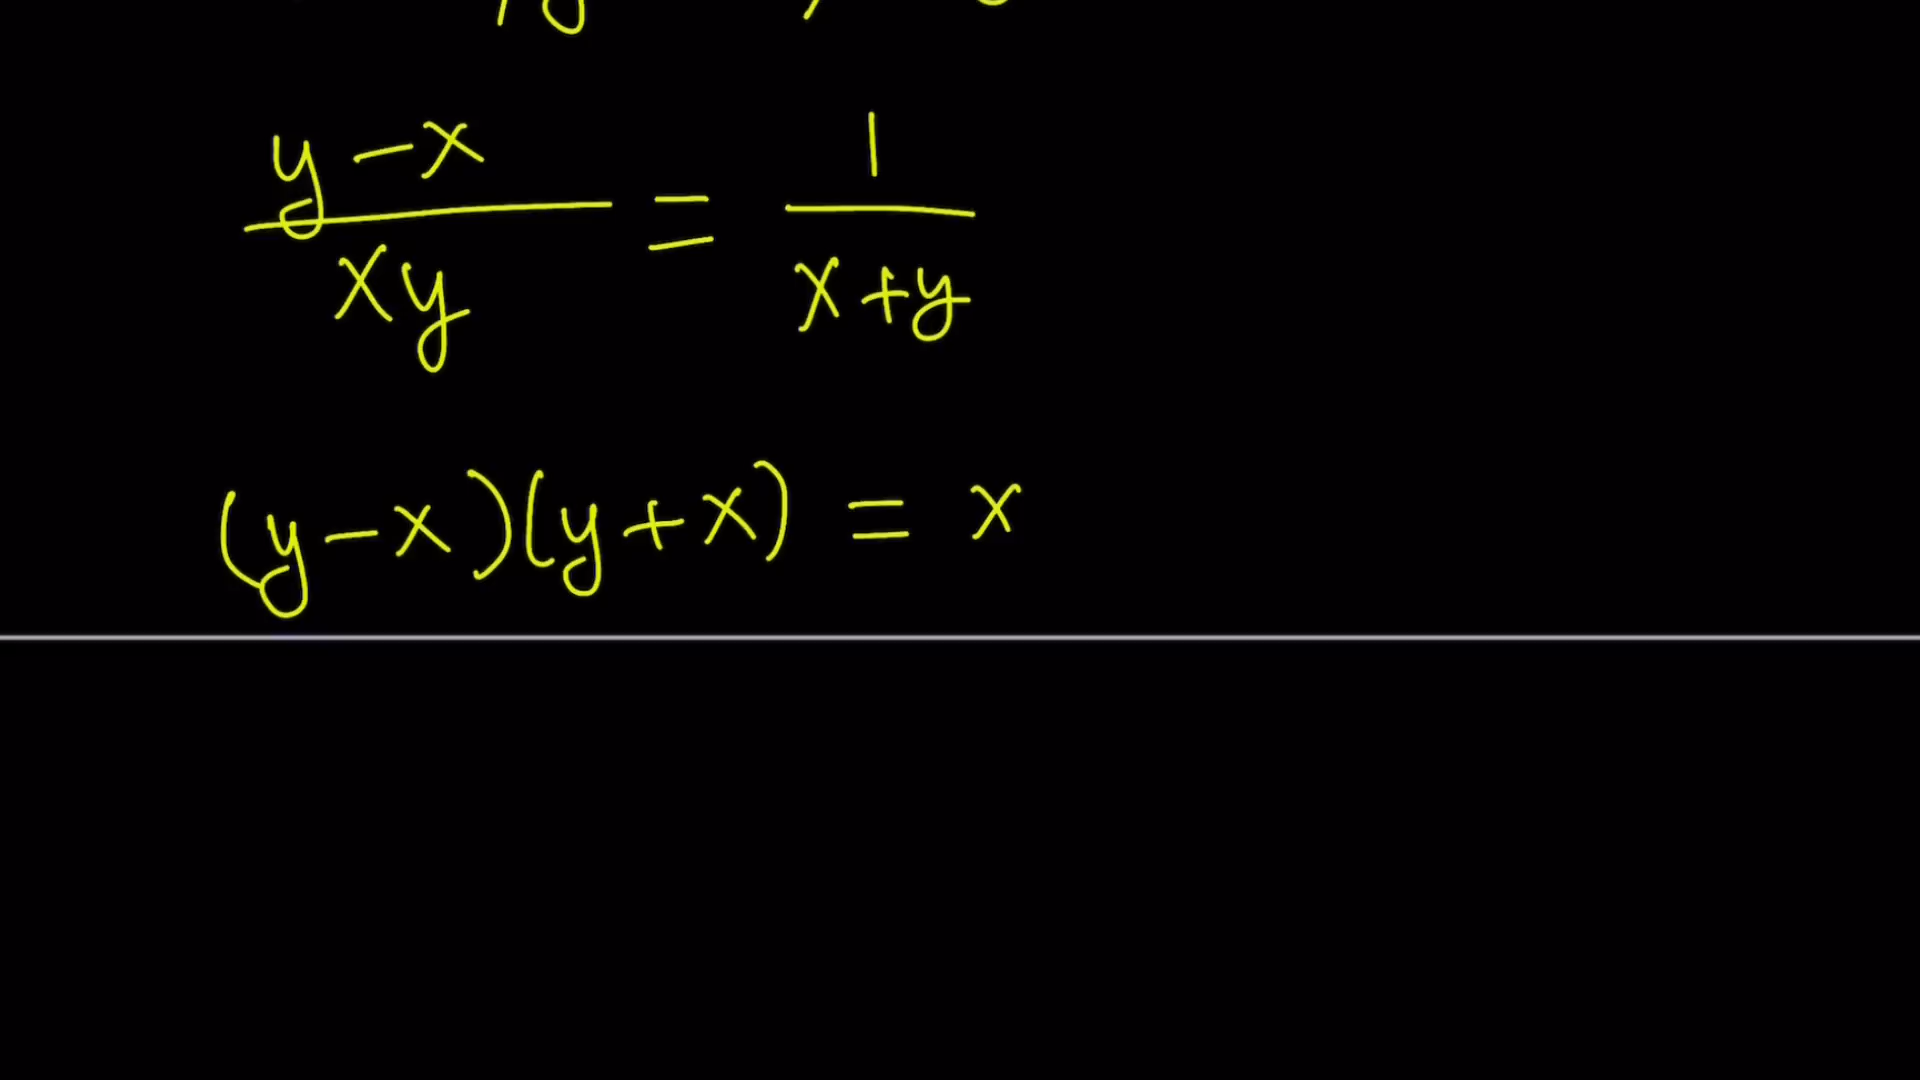 y-x/xy = 1/x+y
(y-x)(y+x) = x